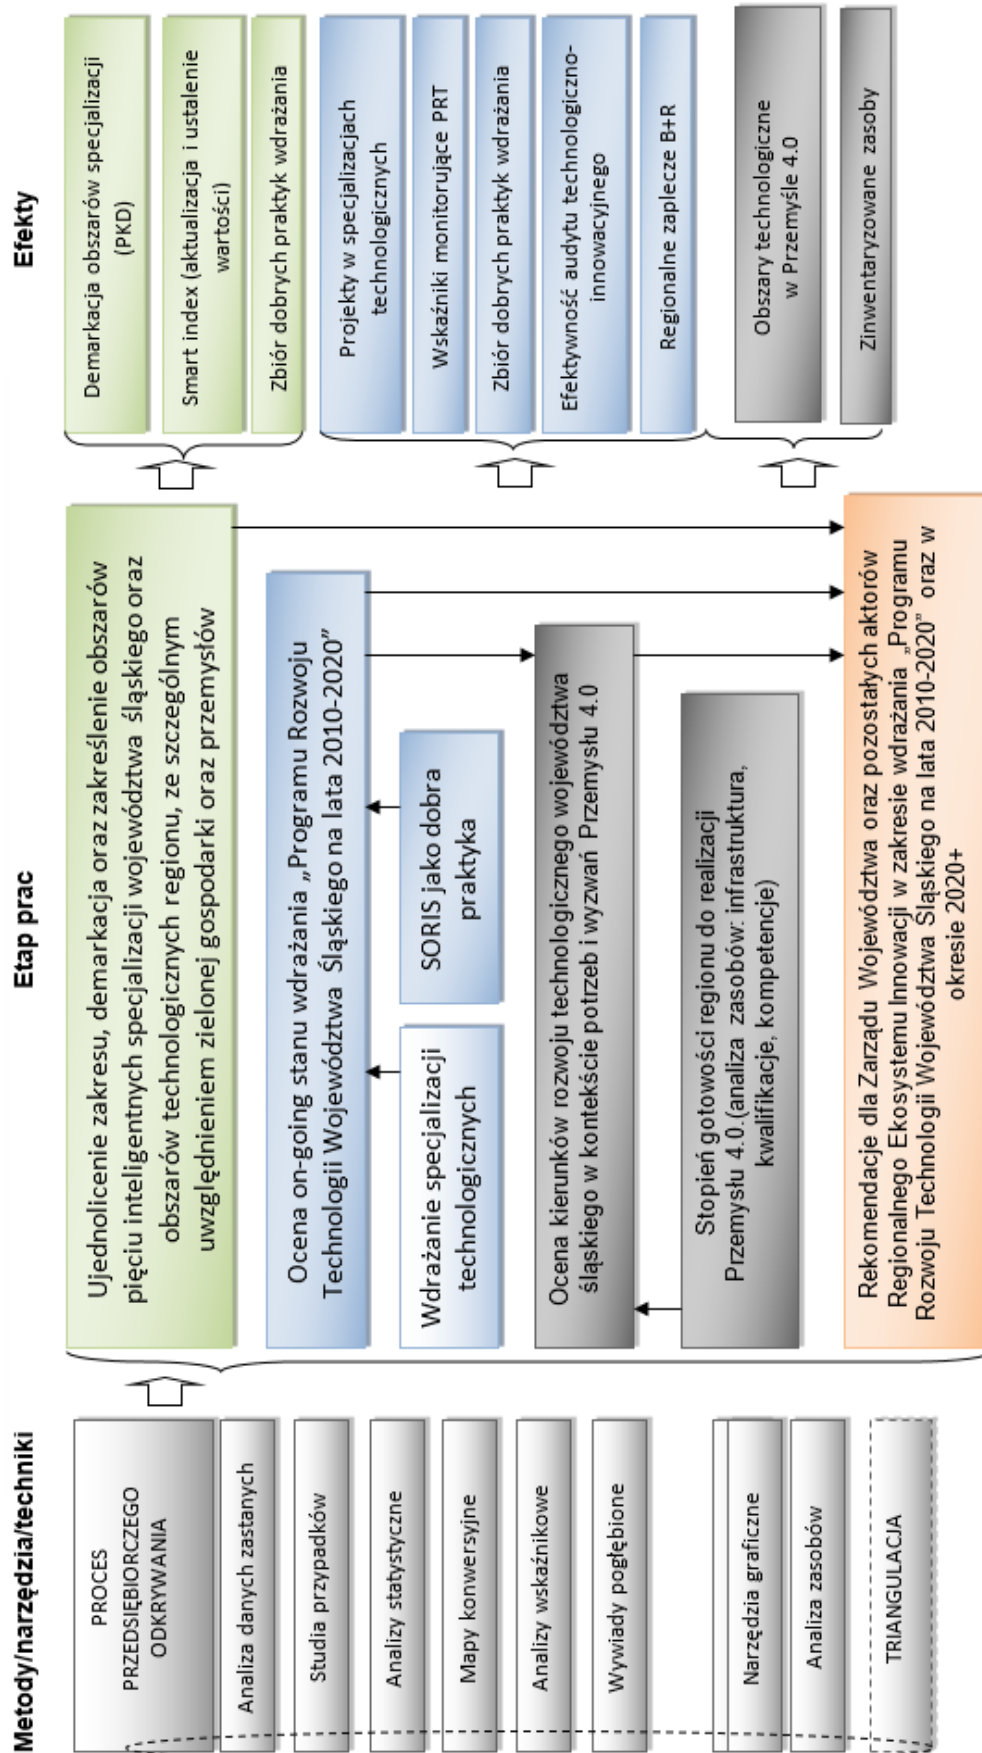 Metody/narzędzia/techniki
PROCES
PRZEDSIĘBIORCZEGO
ODKRYWANIA
Analiza danych zastanych
Studia przypadków
Analizy statystyczne
Mapy konwersyjne
Analizy wskaźnikowe
Wywiady pogłębione
Narzędzia graficzne
Analiza zasobów
TRIANGULACJA
Etap prac
Ujednolicenie zakresu, demarkacja oraz zakreślenie obszarów
pięciu inteligentnych specjalizacji województwa śląskiego oraz
obszarów technologicznych regionu, ze szczególnym
uwzględnieniem zielonej gospodarki oraz przemysłów
Ocena on-going stanu wdrażania „Programu Rozwoju
Technologii Województwa Śląskiego na lata 2010-2020”
Wdrażanie specjalizacji
technologicznych
SORIS jako dobra
praktyka
Ocena kierunków rozwoju technologicznego województwa
śląskiego w kontekście potrzeb i wyzwań Przemysłu 4.0
Stopień gotowości regionu do realizacji
Przemysłu 4.0.(analiza zasobów: infrastruktura,
kwalifikacje, kompetencje)
Rekomendacje dla Zarządu Województwa oraz pozostałych aktorów
Regionalnego Ekosystemu Innowacji w zakresie wdrażania „Programu
Rozwoju Technologii Województwa Śląskiego na lata 2010-2020” oraz w
okresie 2020+
Efekty
Demarkacja obszarów specjalizacji
(PKD)
Smart index (aktualizacja i ustalenie
wartości)
Zbiór dobrych praktyk wdrażania
Projekty w specjalizacjach
technologicznych
Wskaźniki monitorujące PRT
Zbiór dobrych praktyk wdrażania
Efektywność audytu technologiczno-
innowacyjnego
Regionalne zaplecze B+R
Obszary technologiczne
w Przemyśle 4.0
Zinwentaryzowane zasoby